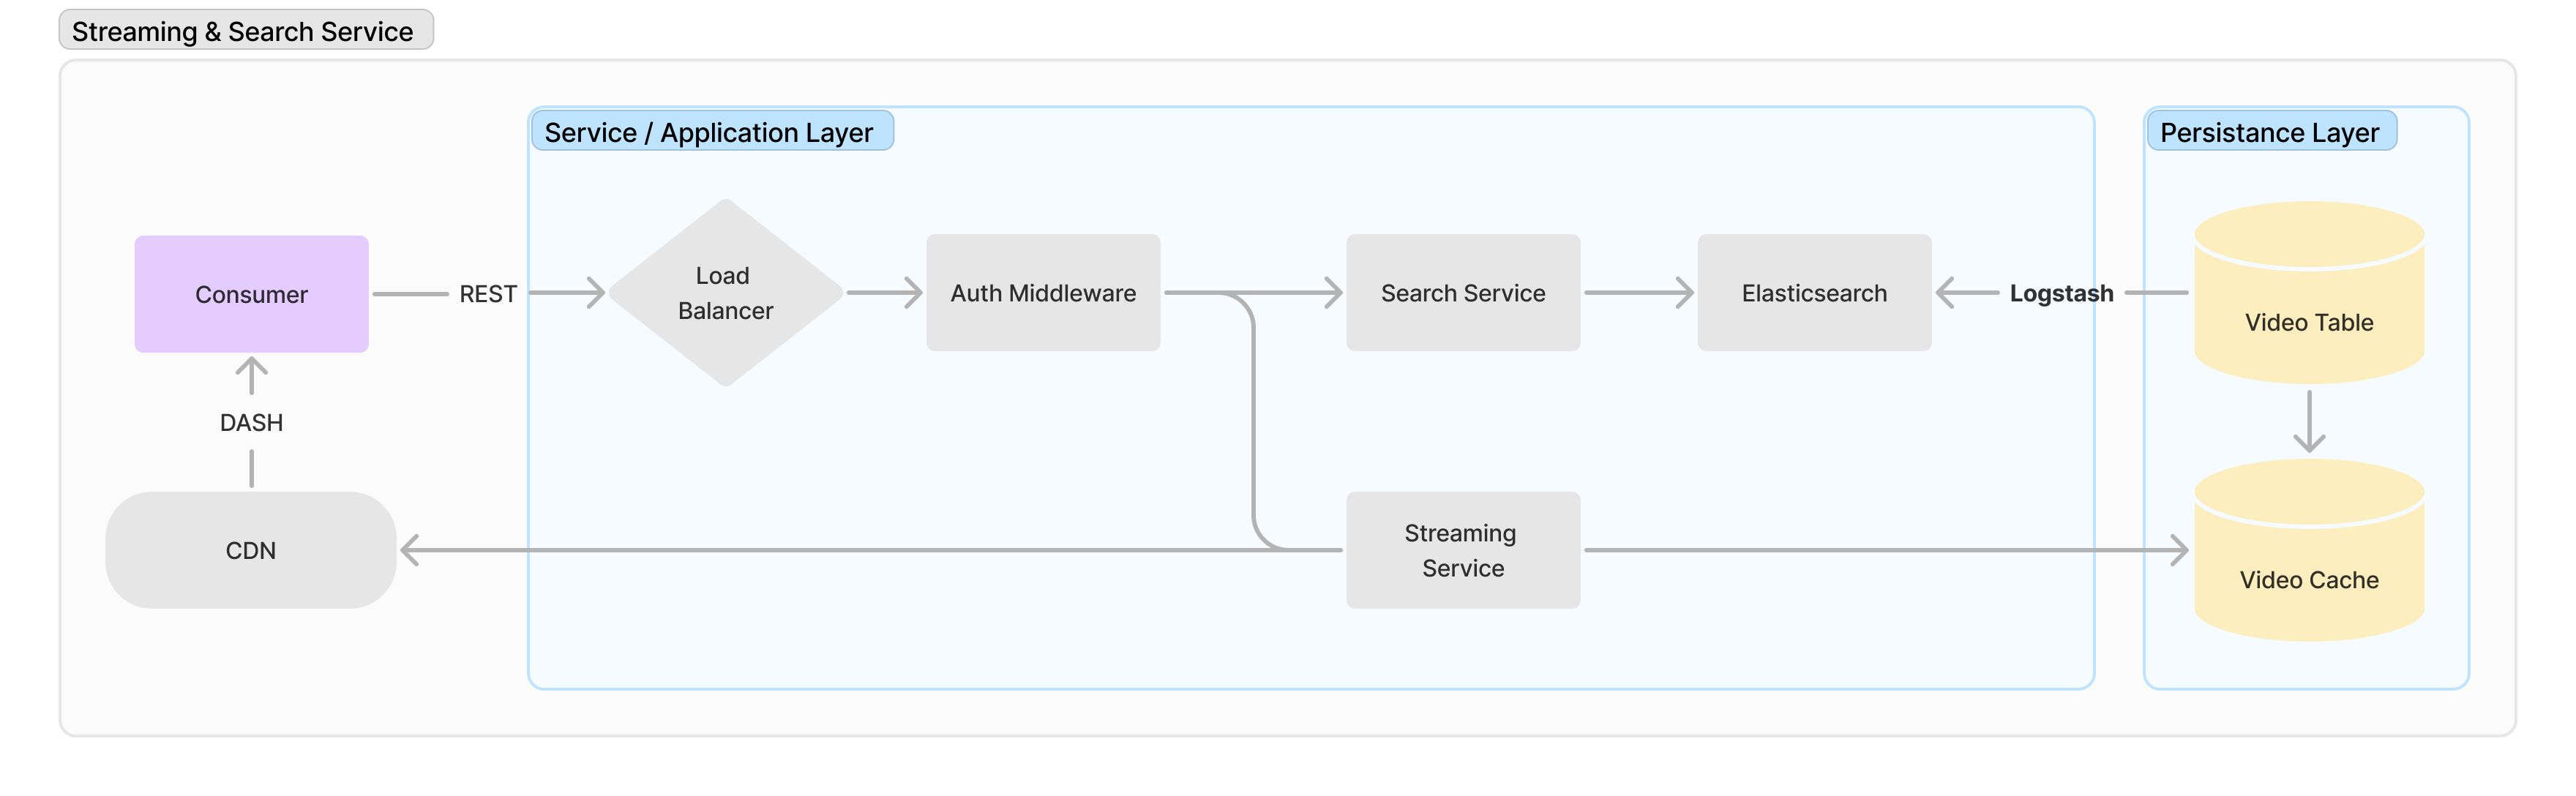 Streaming & Search Service
Service / Application Layer
Persistance Layer
Consumer
REST
Load
Balancer
Auth Middleware
Search Service
Elasticsearch
Logstash
Video Table
DASH
CDN
Streaming
Service
Video Cache